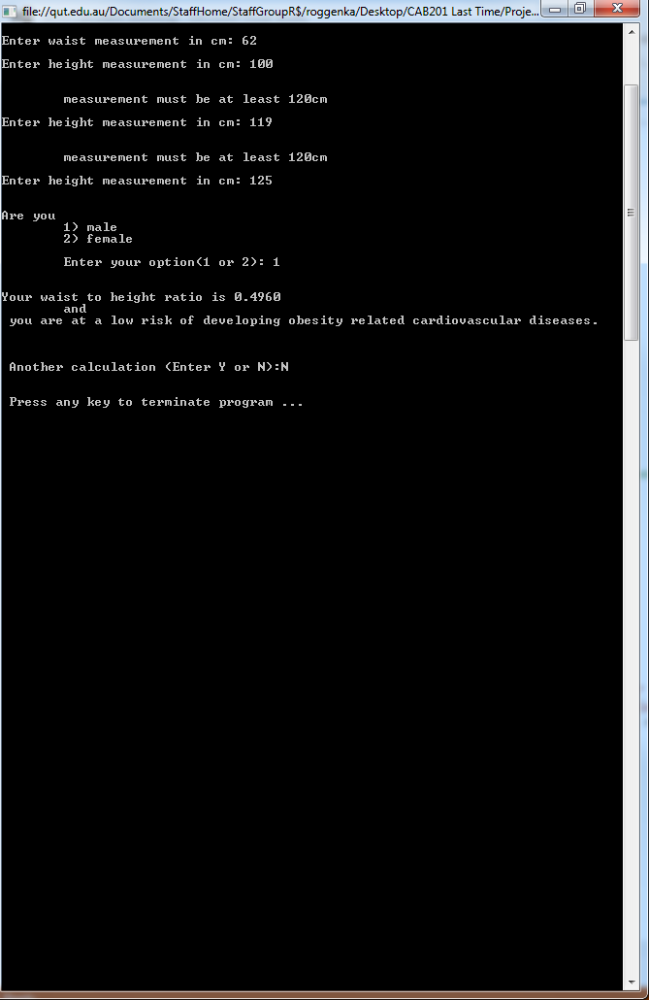 file://qut.edu.au/Documents/StaffHome/StaffGroupR$/roggenka/Desktop/CAB201 Last Time/Proje...
Enter waist measurement in cm: 62
Enter height measurement in cm: 100
measurement must be at least 120cm
Enter height measurement in cm: 119
measurement must be at least 120cm
Enter height measurement in cm: 125
Are you
1) male
2) female
Enter your option(1 or 2): 1
Your waist to height ratio is 0.4960
and
you are at a low risk of developing obesity related cardiovascular diseases.
Another calculation (Enter Y or N):N
Press any key to terminate program ...